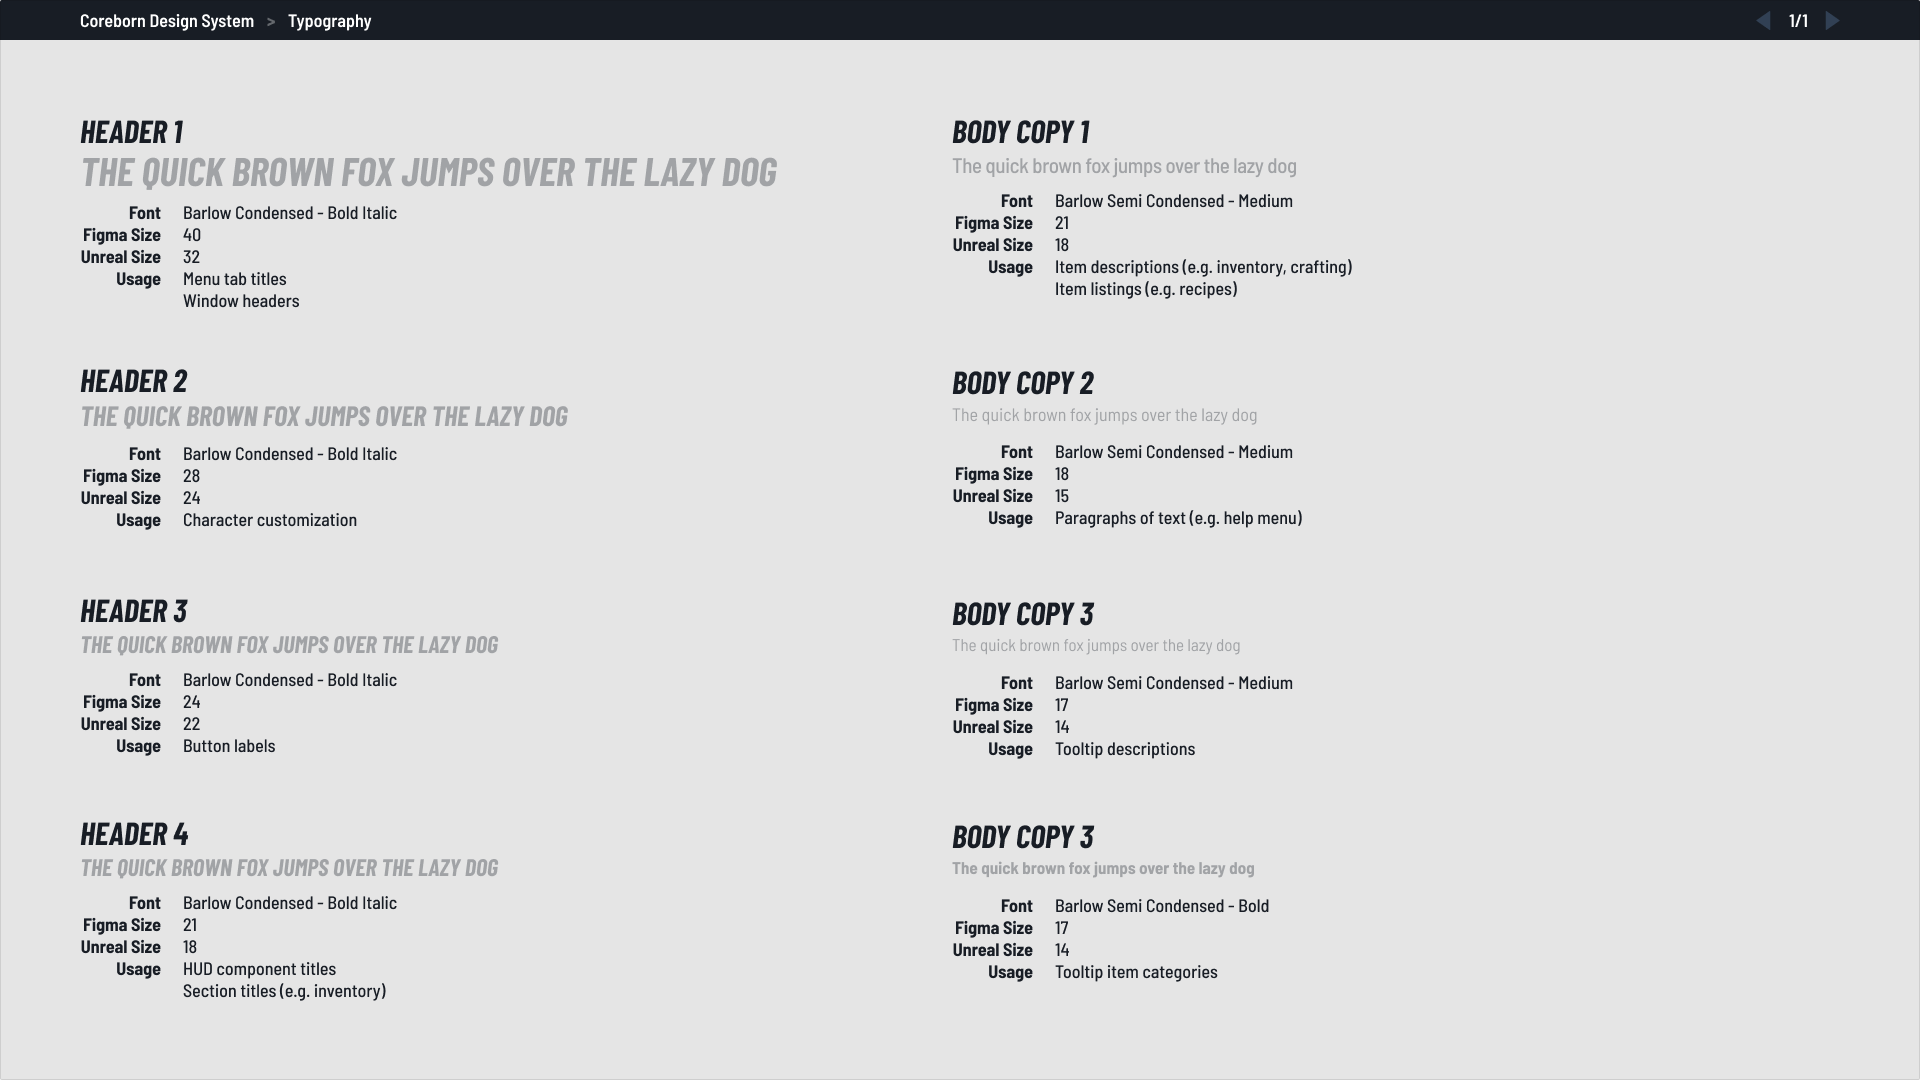 Coreborn Design System > Typography
1/1
HEADER 1
THE QUICK BROWN FOX JUMPS OVER THE LAZY DOG
Font Barlow Condensed - Bold Italic
Figma Size 40
Unreal Size 32
Usage Menu tab titles
Window headers
HEADER 2
THE QUICK BROWN FOX JUMPS OVER THE LAZY DOG
Font Barlow Condensed - Bold Italic
Figma Size 28
Unreal Size 24
Usage Character customization
HEADER 3
THE QUICK BROWN FOX JUMPS OVER THE LAZY DOG
Font Barlow Condensed - Bold Italic
Figma Size 24
Unreal Size 22
Usage Button labels
HEADER 4
THE QUICK BROWN FOX JUMPS OVER THE LAZY DOG
Font Barlow Condensed - Bold Italic
Figma Size 21
Unreal Size 18
Usage HUD component titles
Section titles (e.g. inventory)
BODY COPY 1
The quick brown fox jumps over the lazy dog
Font Barlow Semi Condensed - Medium
Figma Size 21
Unreal Size 18
Usage Item descriptions (e.g. inventory, crafting)
Item listings (e.g. recipes)
BODY COPY 2
The quick brown fox jumps over the lazy dog
Font Barlow Semi Condensed - Medium
Figma Size 18
Unreal Size 15
Usage Paragraphs of text (e.g. help menu)
BODY COPY 3
The quick brown fox jumps over the lazy dog
Font Barlow Semi Condensed - Medium
Figma Size 17
Unreal Size 14
Usage Tooltip descriptions
BODY COPY 3
The quick brown fox jumps over the lazy dog
Font Barlow Semi Condensed - Bold
Figma Size 17
Unreal Size 14
Usage Tooltip item categories